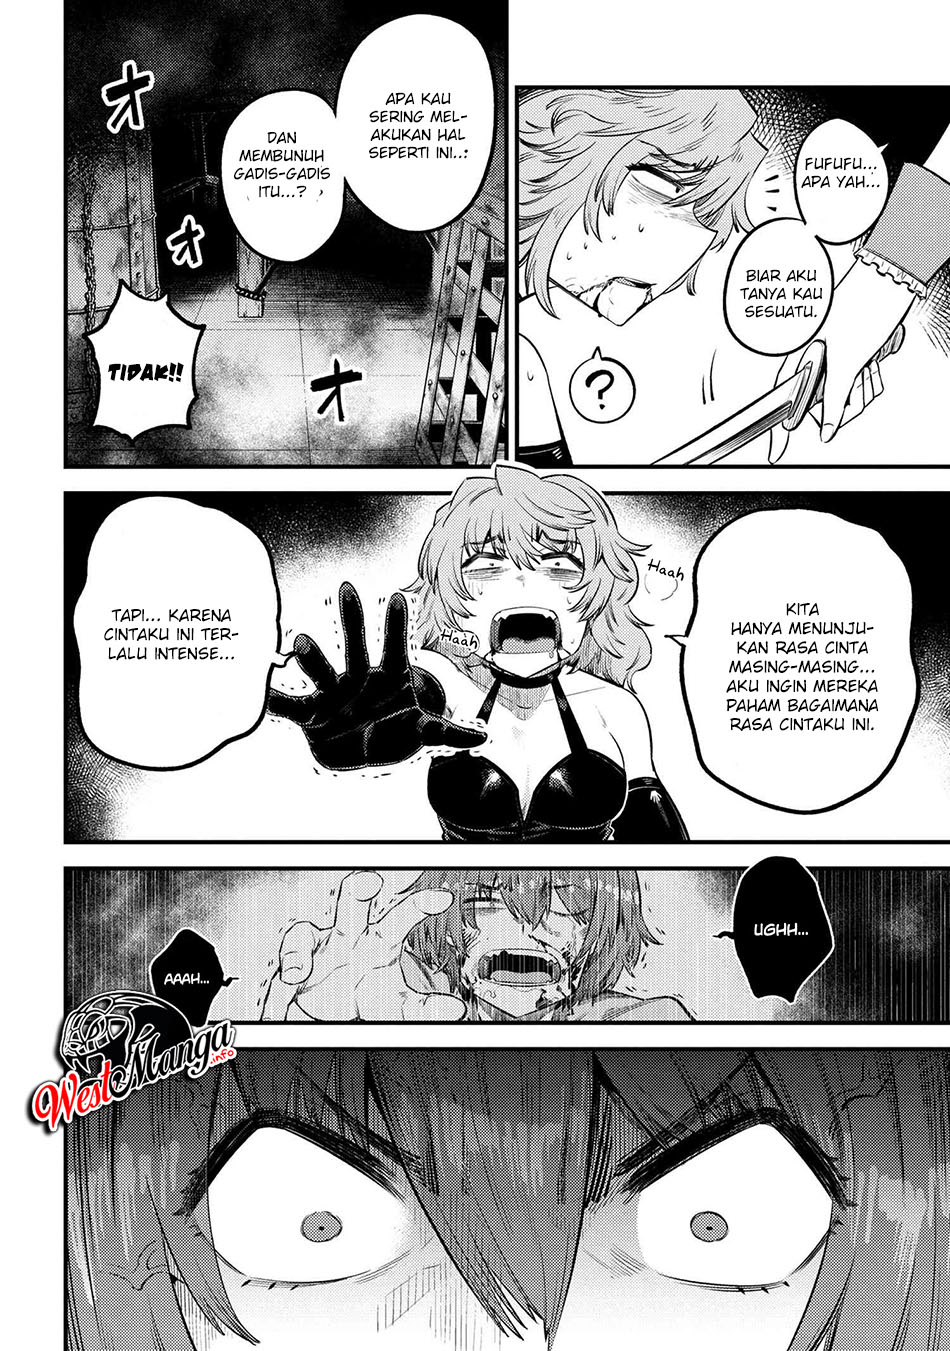 FUFUFU...
APA YAH...
BIAR AKU
TANYA KAU
SESUATU.
?
APA KAU
SERING MEL-
AKUKAN HAL
SEPERTI INI..:
DAN
MEMBUNUH
GADIS-GADIS
ITU...?
オ
オ
オ
TIDAK!!
Haah
Haah
KITA
HANYA MENUNJU-
KAN RASA CINTA
MASING-MASING...
AKU INGIN MEREKA
PAHAM BAGAIMANA
RASA CINTAKU INI.
TAPI... KARENA
CINTAKU INI TER-
LALU INTENSE...
UGHH...
AAAH...
WestManga
.info